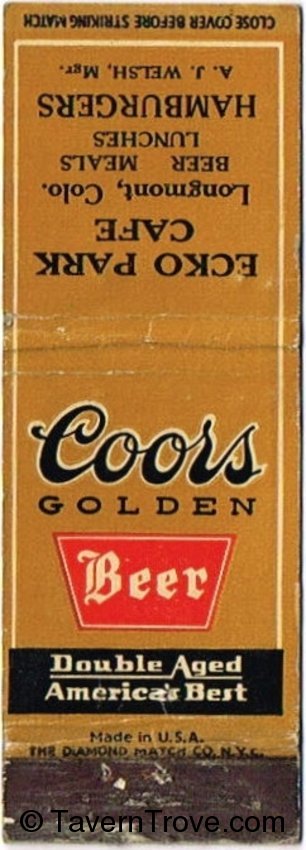 CLOSE COVER BEFORE STRIKING MATCH
ECKO PARK
CAFE
Longmont, Colo.
BEER MEALS
LUNCHES
HAMBURGERS
A. J. WELSH, Mgr.
Coors
GOLDEN
Beer
Double Aged
America's Best
Made in U.S.A.
THE DIAMOND MATCH CO. N.Y.C.
© TavernTrove.com